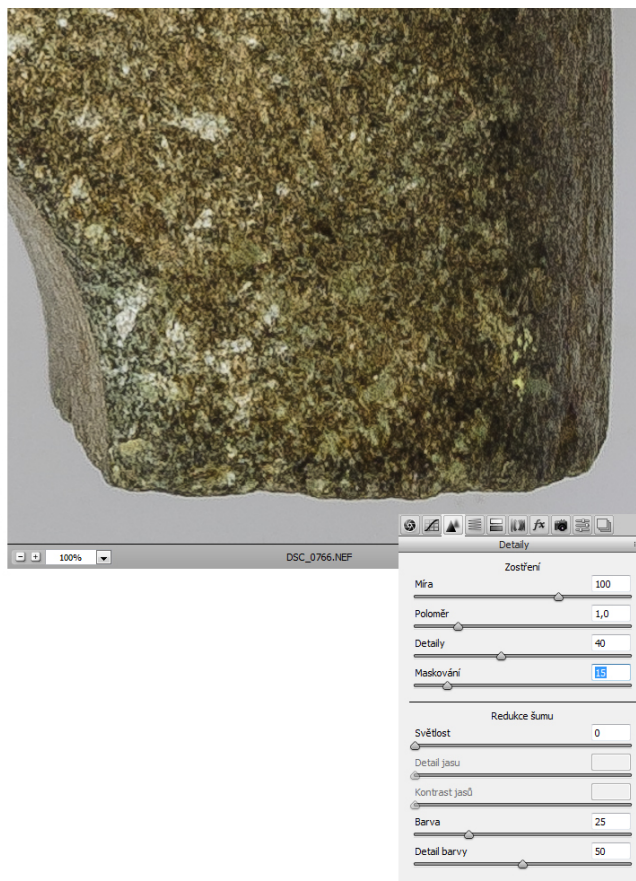 100%
DSC_0766.NEF
fx
Detaily
Zostření
Míra 100
Poloměr 1,0
Detaily 40
Maskování 15
Redukce šumu
Světlost 0
Detail jasu
Kontrast jasů
Barva 25
Detail barvy 50